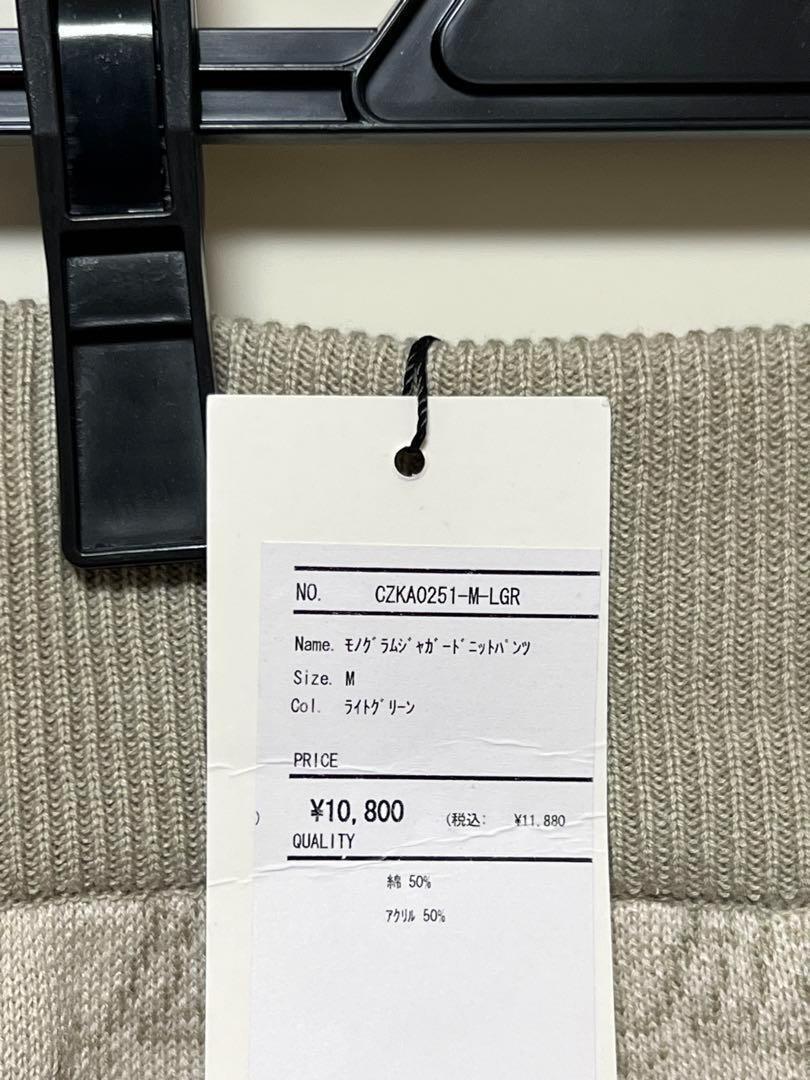 NO. CZKA0251-M-LGR
Name. ﾓﾉｸﾞﾗﾑｼﾞｬｶﾞｰﾄﾞﾆｯﾄﾊﾟﾝﾂ
Size. M
Col. ﾗｲﾄｸﾞﾘｰﾝ
PRICE
¥10,800 (税込: ¥11,880
)
QUALITY
綿 50%
ｱｸﾘﾙ 50%